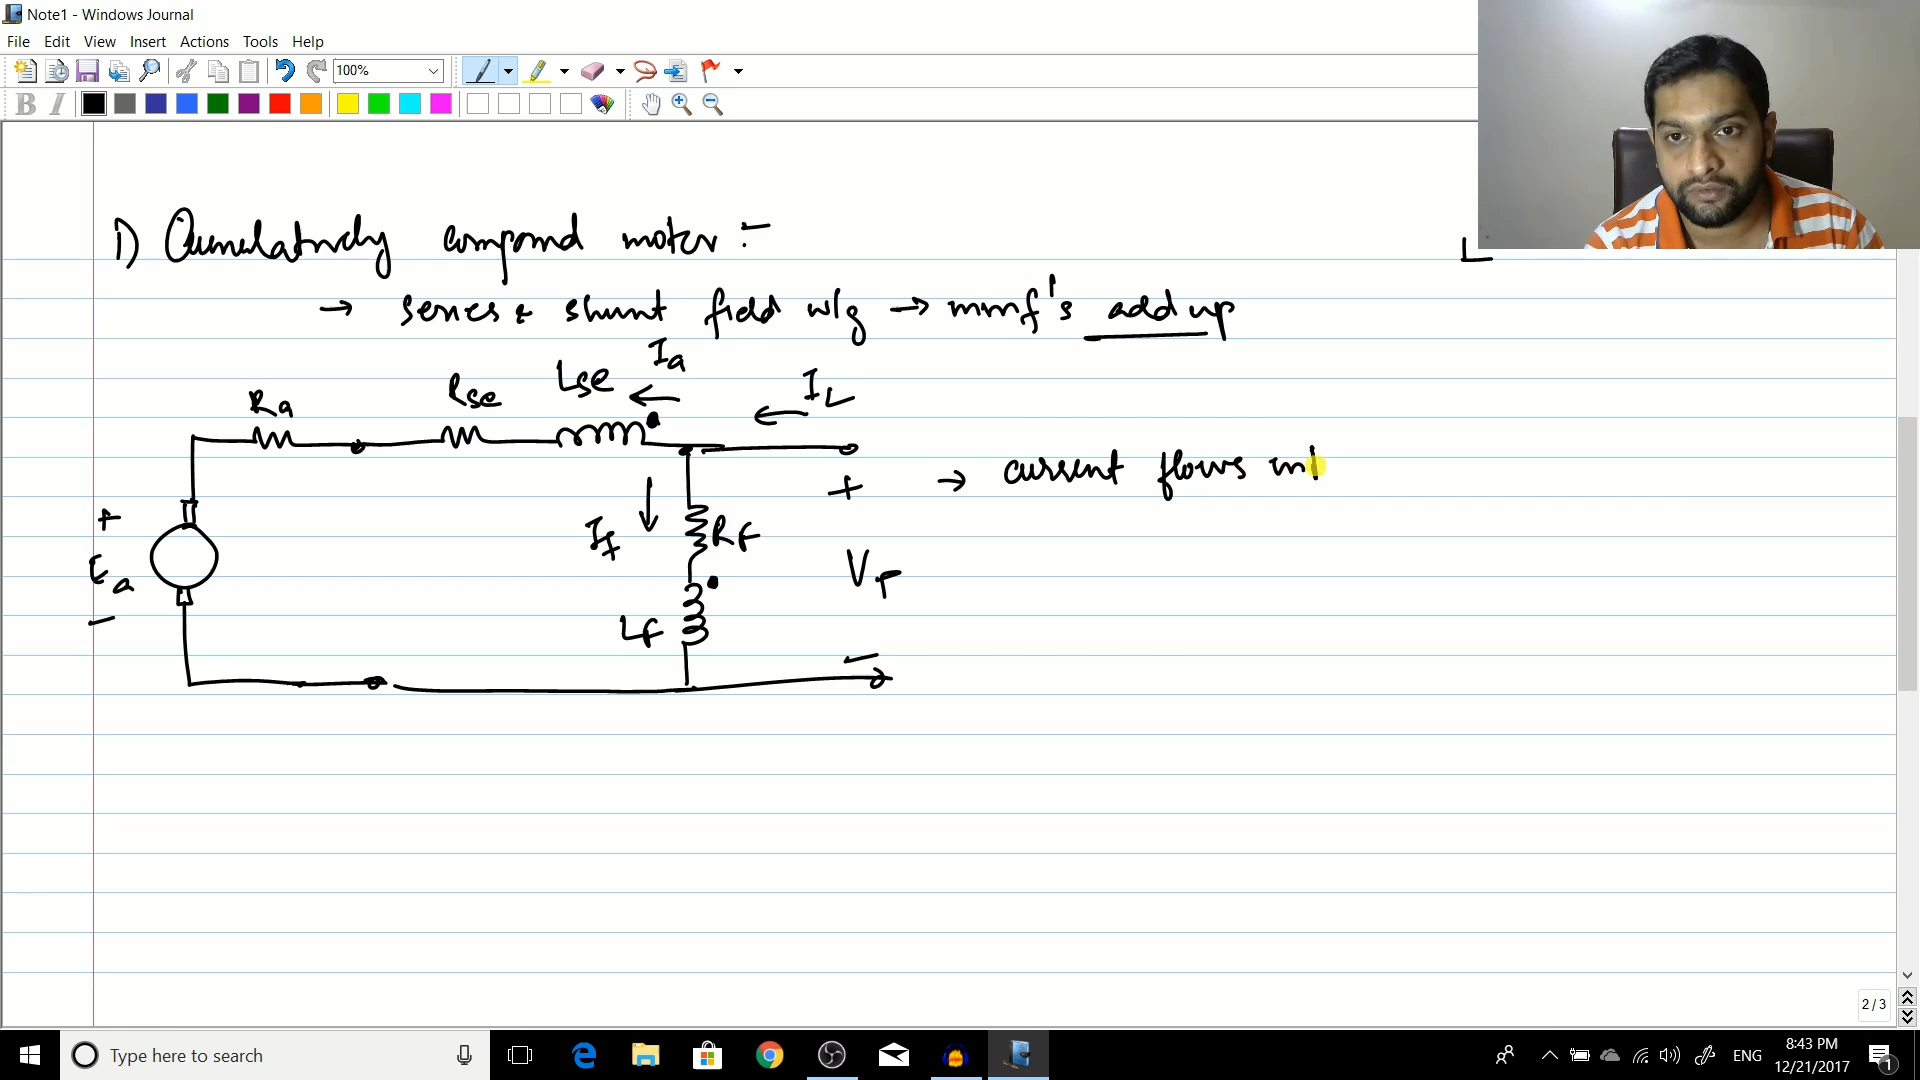 Note1 - Windows Journal
File Edit View Insert Actions Tools Help
100%
B I
1) Cumulatively compound motor :-
→ series & shunt field w/g → mmf's add up
Ia
Lse
IL
Ra
Rse
→ current flows int
+
+
If
RF
Ea
VT
-
LF
-
2 / 3
Type here to search
ENG
8:43 PM
12/21/2017
1